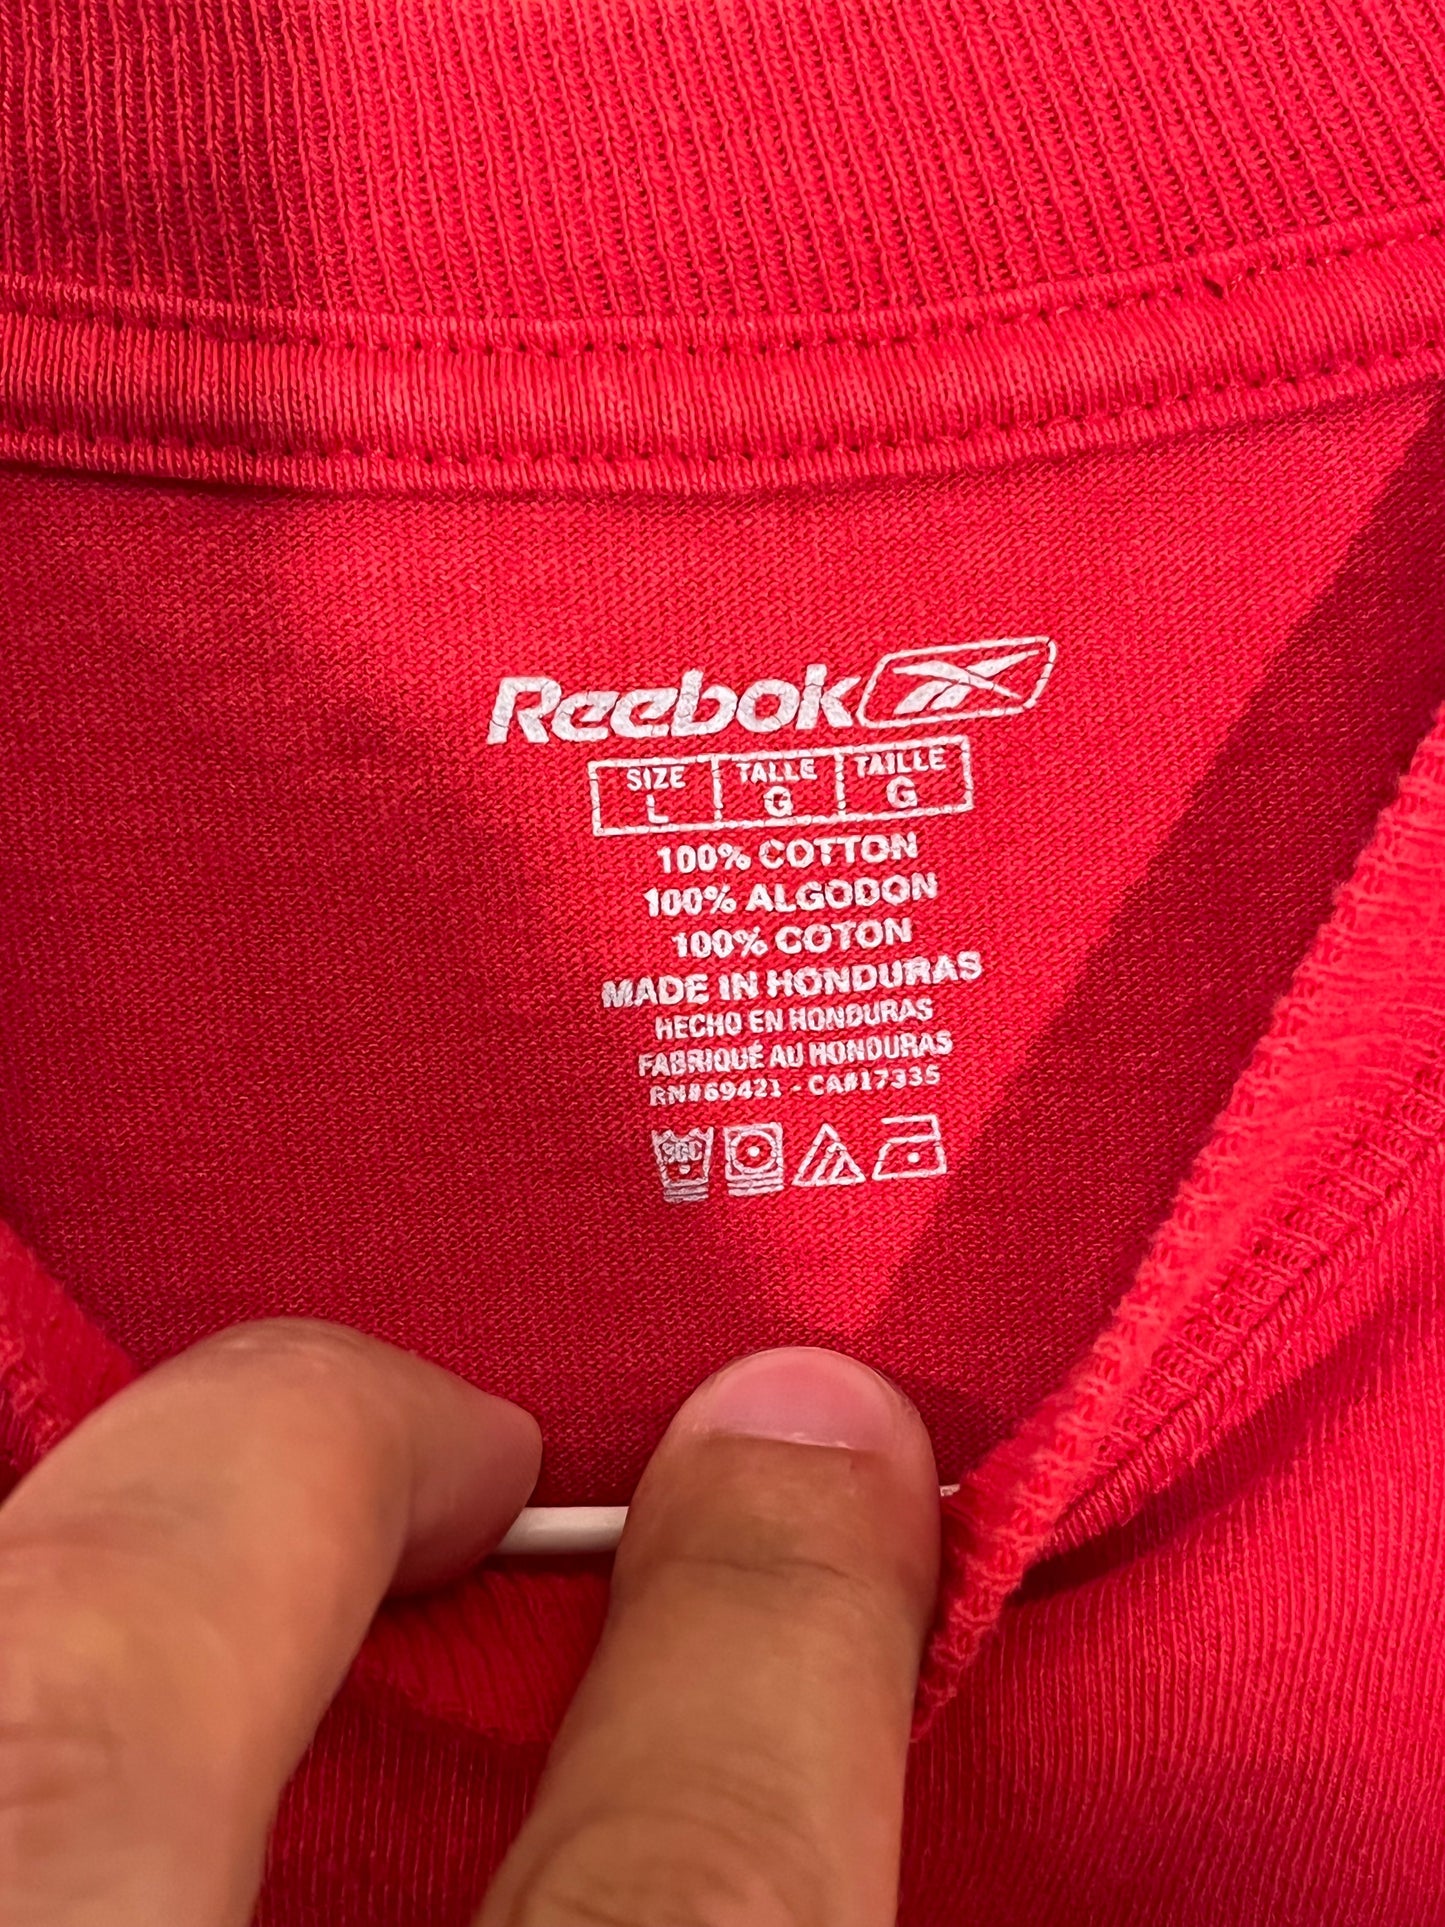 Reebok
SIZE TALLE TAILLE
L G G
100% COTTON
100% ALGODON
100% COTON
MADE IN HONDURAS
HECHO EN HONDURAS
FABRIQUÉ AU HONDURAS
RN#69421 - CA#17335
30C